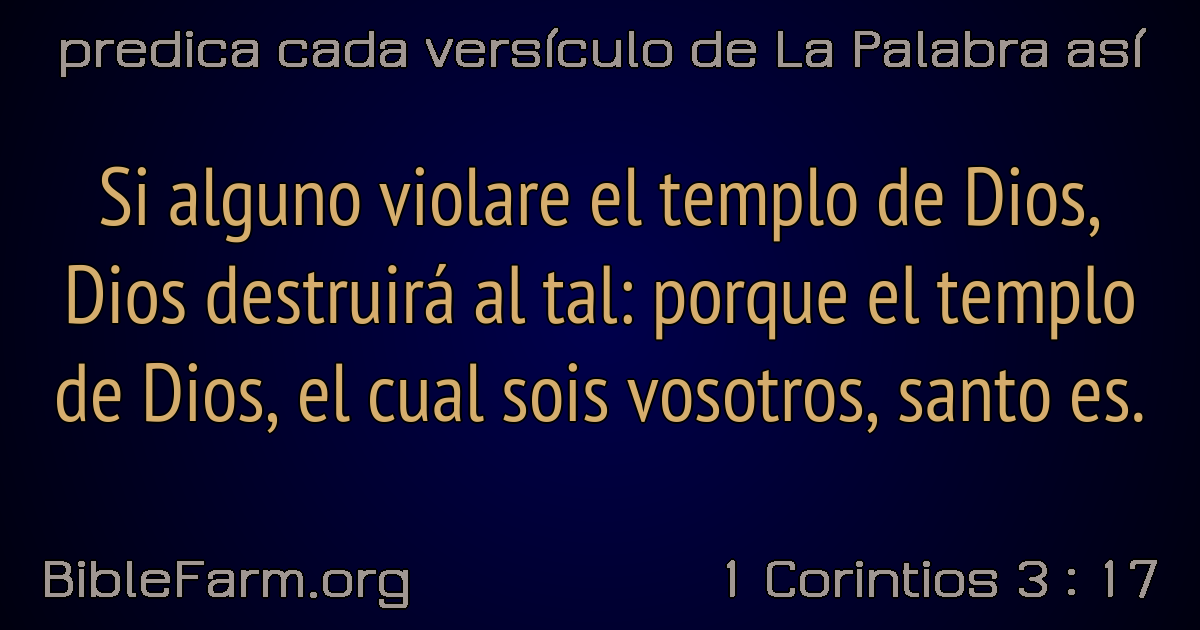 predica cada versículo de La Palabra así
Si alguno violare el templo de Dios,
Dios destruirá al tal: porque el templo
de Dios, el cual sois vosotros, santo es.
BibleFarm.org
1 Corintios 3 : 17